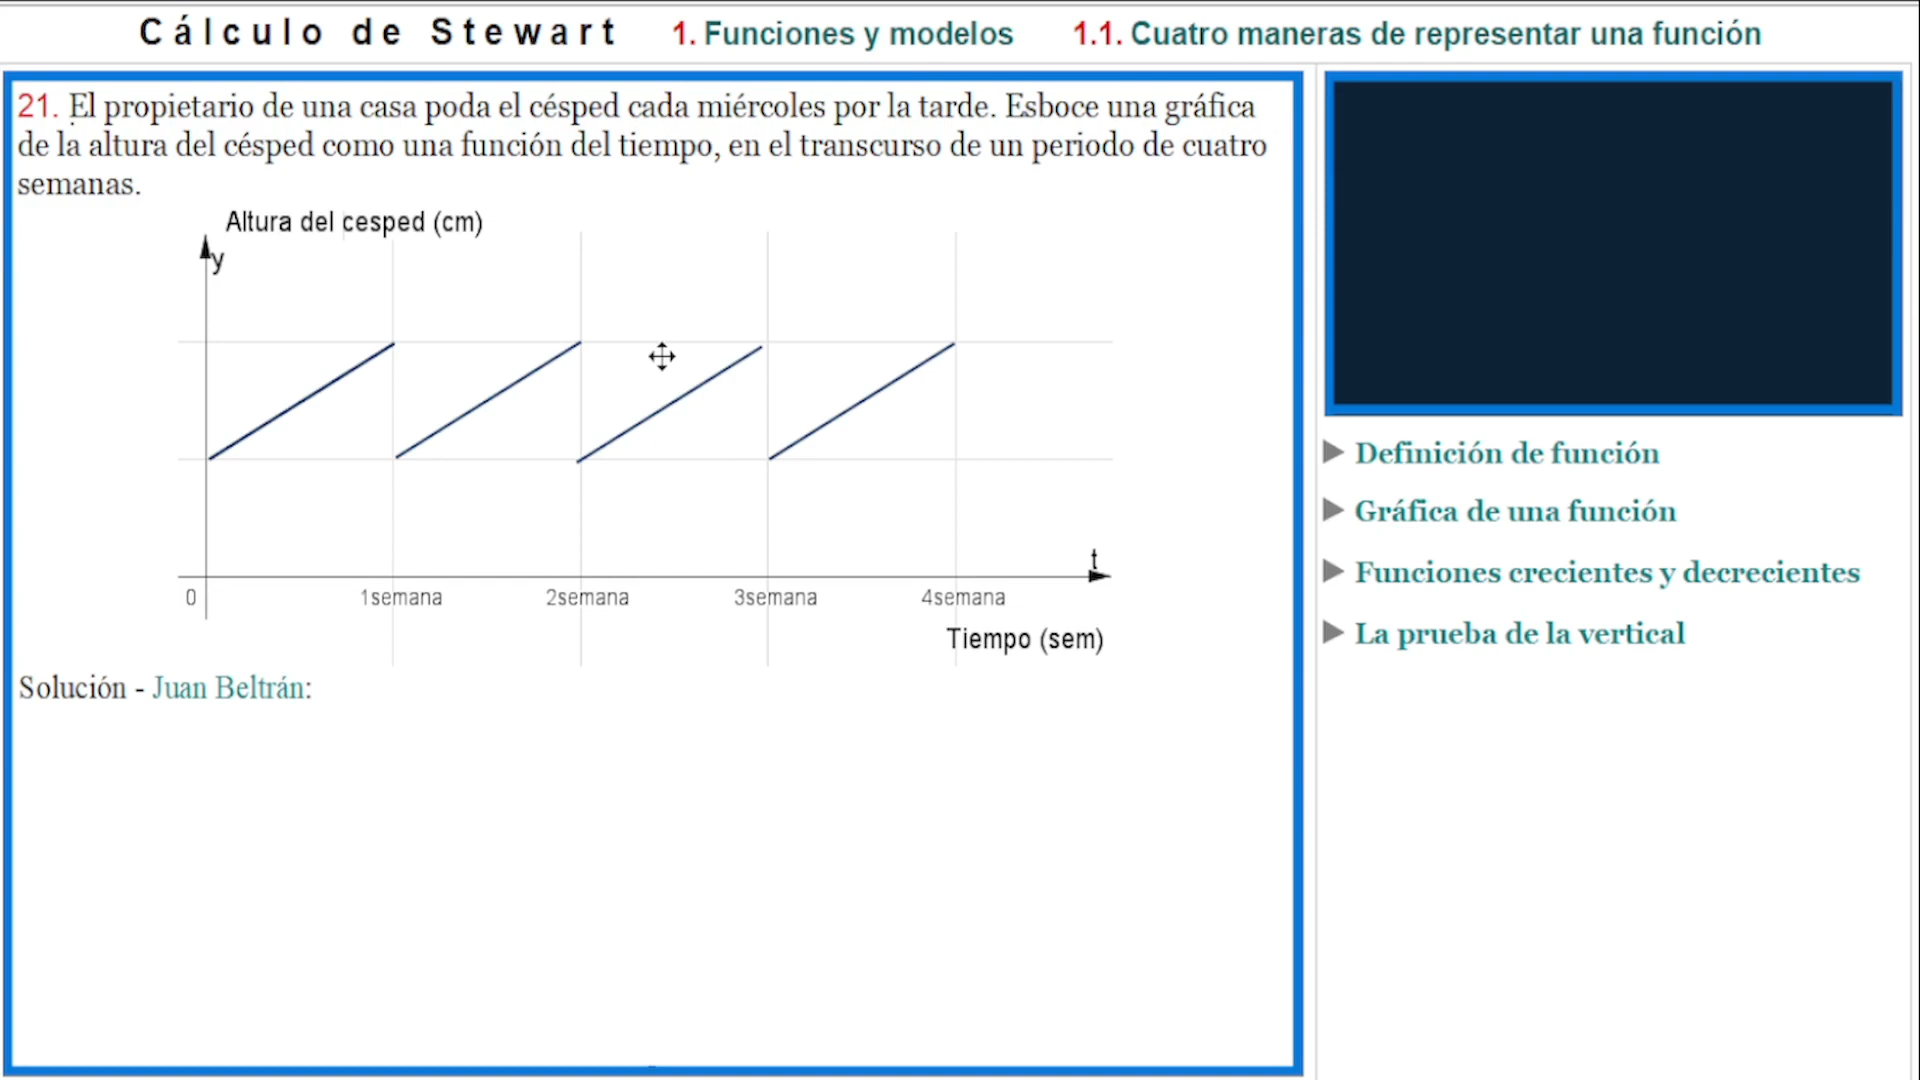 Cálculo de Stewart 1. Funciones y modelos 1.1. Cuatro maneras de representar una función
21. El propietario de una casa poda el césped cada miércoles por la tarde. Esboce una gráfica
de la altura del césped como una función del tiempo, en el transcurso de un periodo de cuatro
semanas.
Altura del cesped (cm)
y
t
0 1semana 2semana 3semana 4semana
Tiempo (sem)
Solución - Juan Beltrán:
Definición de función
Gráfica de una función
Funciones crecientes y decrecientes
La prueba de la vertical